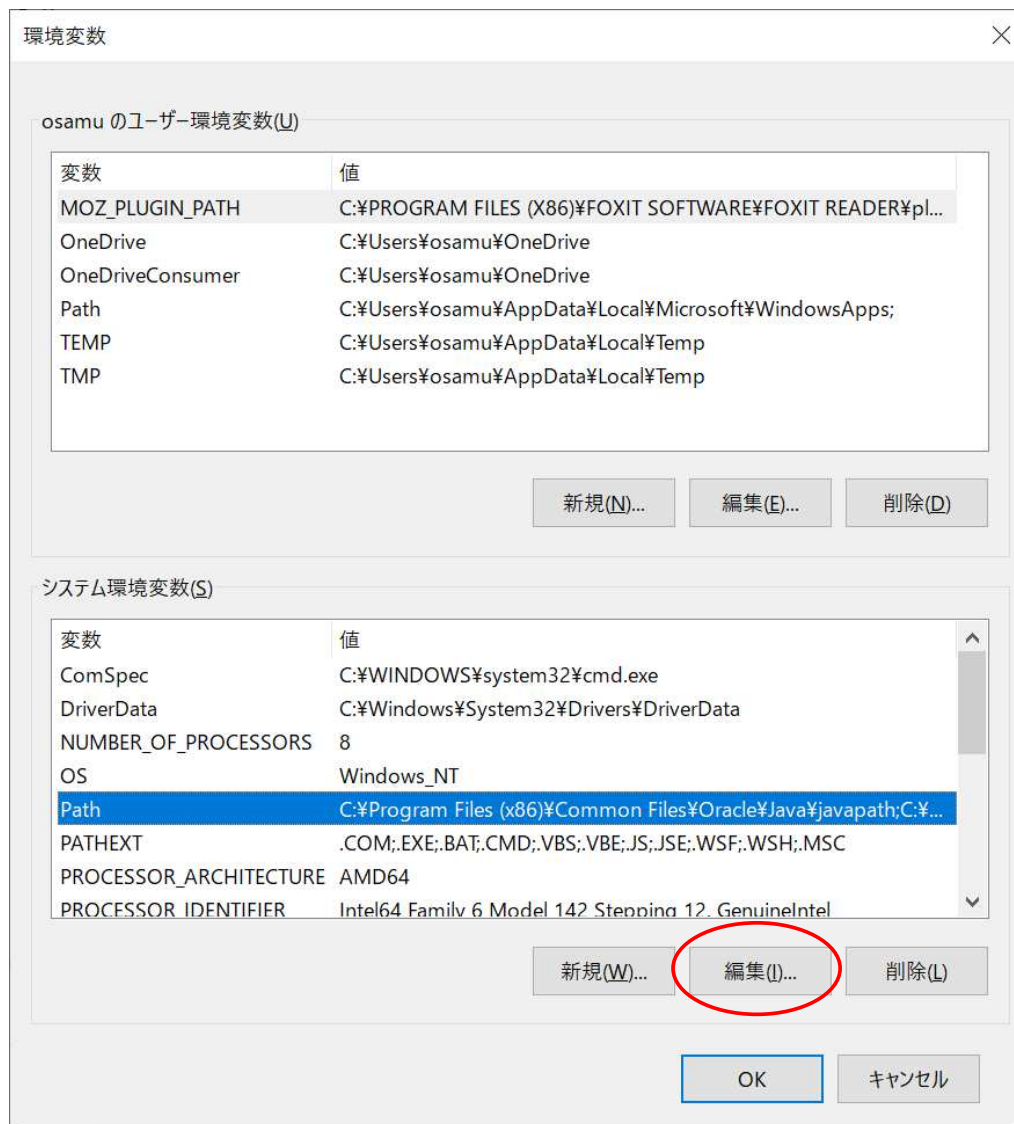 環境変数
osamu のユーザー環境変数(U)
変数 値
MOZ_PLUGIN_PATH C:¥PROGRAM FILES (X86)¥FOXIT SOFTWARE¥FOXIT READER¥pl...
OneDrive C:¥Users¥osamu¥OneDrive
OneDriveConsumer C:¥Users¥osamu¥OneDrive
Path C:¥Users¥osamu¥AppData¥Local¥Microsoft¥WindowsApps;
TEMP C:¥Users¥osamu¥AppData¥Local¥Temp
TMP C:¥Users¥osamu¥AppData¥Local¥Temp
新規(N)... 編集(E)... 削除(D)
システム環境変数(S)
変数 値
ComSpec C:¥WINDOWS¥system32¥cmd.exe
DriverData C:¥Windows¥System32¥Drivers¥DriverData
NUMBER_OF_PROCESSORS 8
OS Windows_NT
Path C:¥Program Files (x86)¥Common Files¥Oracle¥Java¥javapath;C:¥...
PATHEXT .COM;.EXE;.BAT;.CMD;.VBS;.VBE;.JS;.JSE;.WSF;.WSH;.MSC
PROCESSOR_ARCHITECTURE AMD64
PROCESSOR_IDENTIFIER Intel64 Family 6 Model 142 Stepping 12, GenuineIntel
新規(W)... 編集(I)... 削除(L)
OK キャンセル